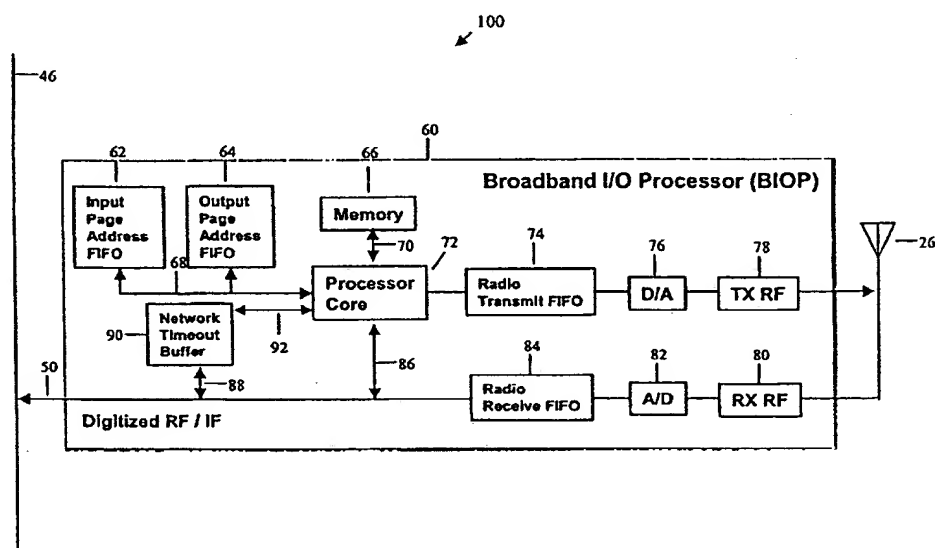 100
46
60
62
64
66
Broadband I/O Processor (BIOP)
Input
Page
Address
FIFO
Output
Page
Address
FIFO
Memory
26
70
72
74
76
78
68
Processor
Core
Radio
Transmit FIFO
D/A
TX RF
90
Network
Timeout
Buffer
92
86
84
82
80
50
88
Radio
Receive FIFO
A/D
RX RF
Digitized RF / IF